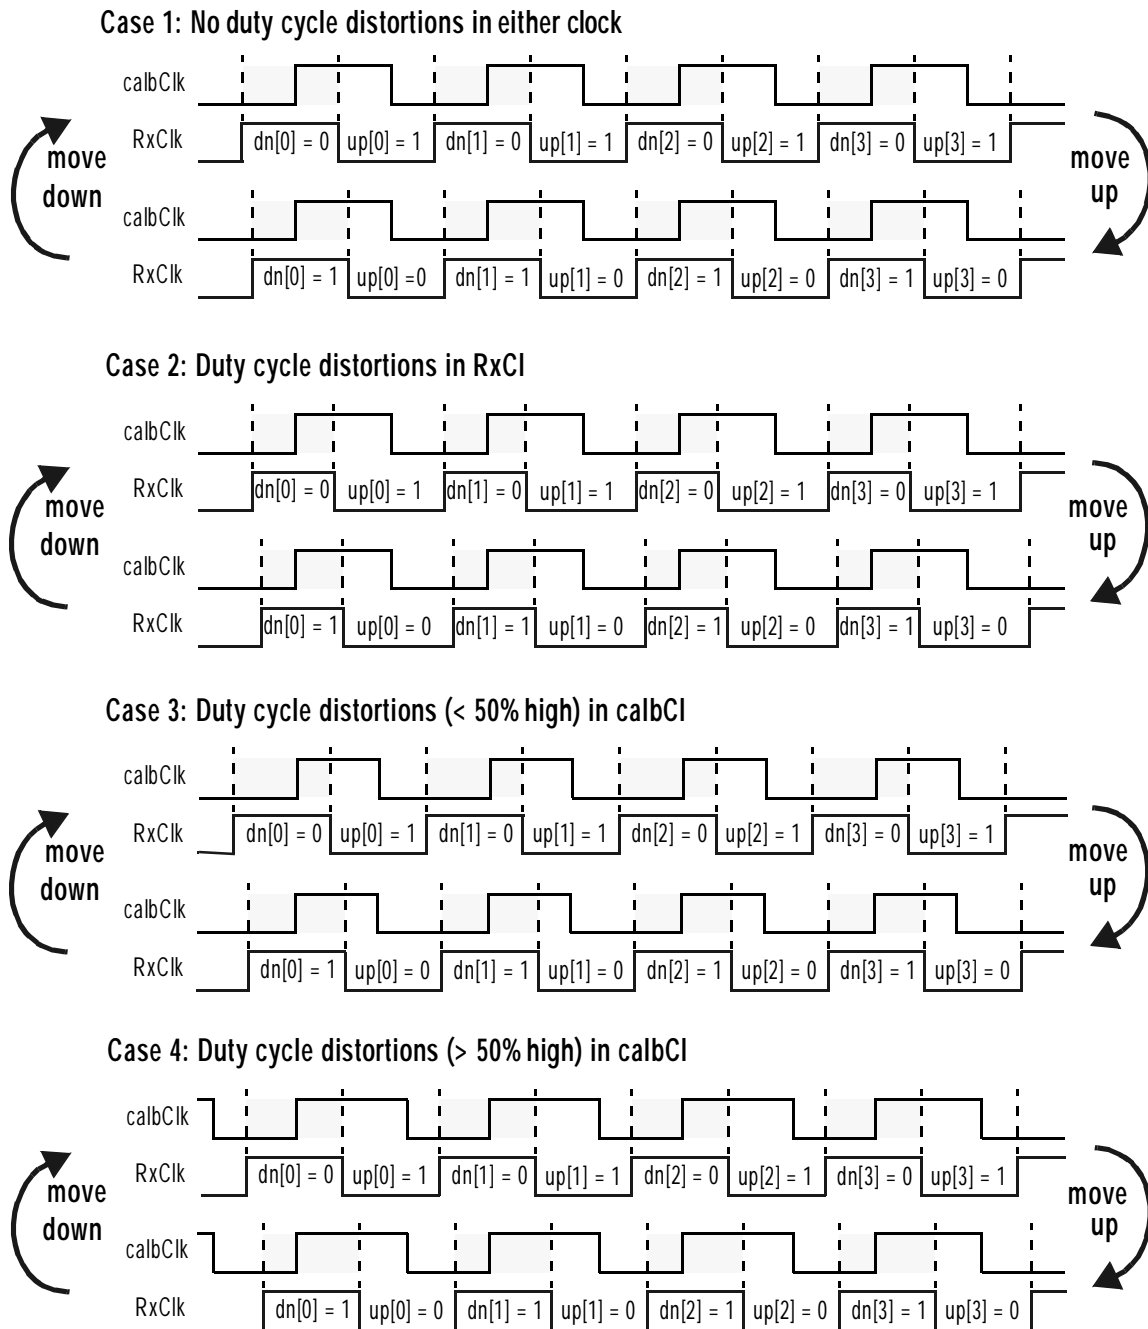 Case 1: No duty cycle distortions in either clock
calbClk
RxClk dn[0] = 0 up[0] = 1 dn[1] = 0 up[1] = 1 dn[2] = 0 up[2] = 1 dn[3] = 0 up[3] = 1
move down
move up
calbClk
RxClk dn[0] = 1 up[0] =0 dn[1] = 1 up[1] = 0 dn[2] = 1 up[2] = 0 dn[3] = 1 up[3] = 0
Case 2: Duty cycle distortions in RxCl
calbClk
RxClk dn[0] = 0 up[0] = 1 dn[1] = 0 up[1] = 1 dn[2] = 0 up[2] = 1 dn[3] = 0 up[3] = 1
move down
move up
calbClk
RxClk dn[0] = 1 up[0] = 0 dn[1] = 1 up[1] = 0 dn[2] = 1 up[2] = 0 dn[3] = 1 up[3] = 0
Case 3: Duty cycle distortions (< 50% high) in calbCl
calbClk
RxClk dn[0] = 0 up[0] = 1 dn[1] = 0 up[1] = 1 dn[2] = 0 up[2] = 1 dn[3] = 0 up[3] = 1
move down
move up
calbClk
RxClk dn[0] = 1 up[0] = 0 dn[1] = 1 up[1] = 0 dn[2] = 1 up[2] = 0 dn[3] = 1 up[3] = 0
Case 4: Duty cycle distortions (> 50% high) in calbCl
calbClk
RxClk dn[0] = 0 up[0] = 1 dn[1] = 0 up[1] = 1 dn[2] = 0 up[2] = 1 dn[3] = 0 up[3] = 1
move down
move up
calbClk
RxClk dn[0] = 1 up[0] = 0 dn[1] = 1 up[1] = 0 dn[2] = 1 up[2] = 0 dn[3] = 1 up[3] = 0